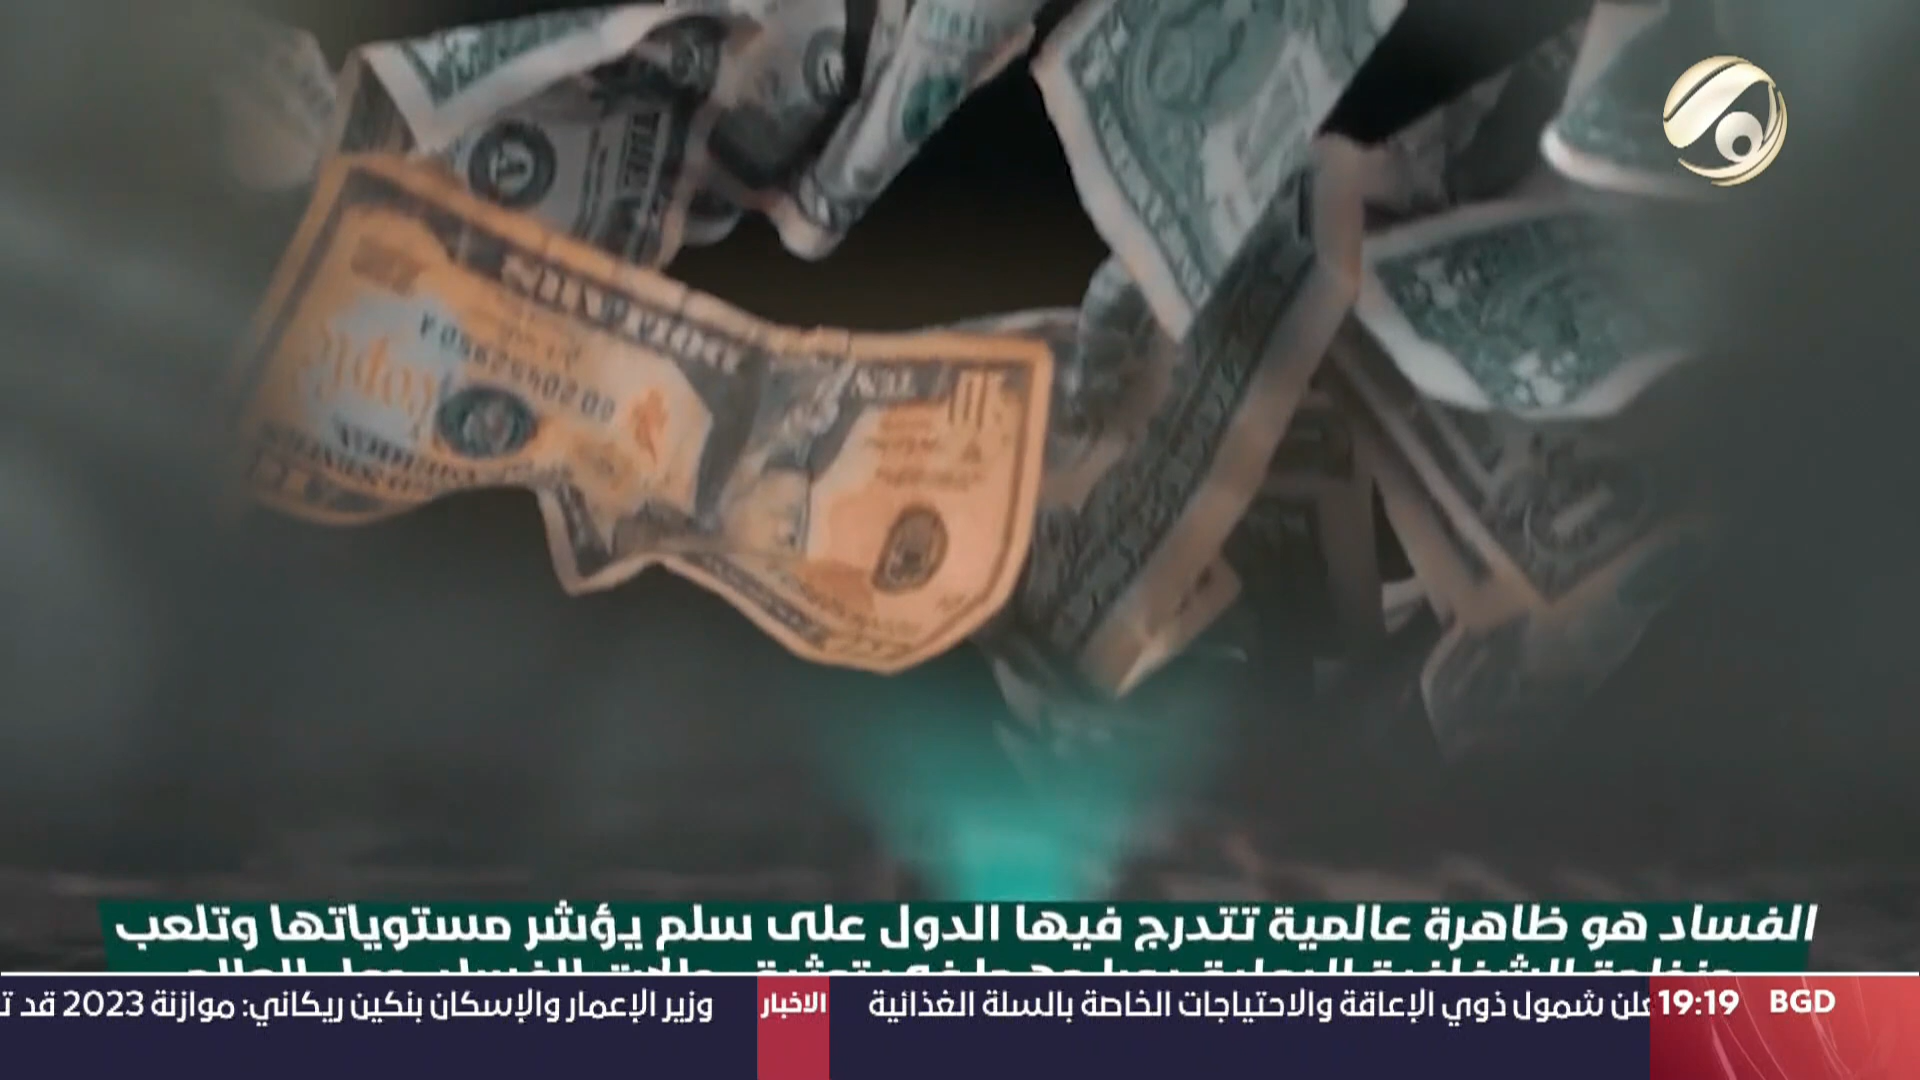 الفساد هو ظاهرة عالمية تتدرج فيها الدول على سلم يؤشر مستوياتها وتلعب
19:19 BGD
علن شمول ذوي الإعاقة والاحتياجات الخاصة بالسلة الغذائية
الاخبار
وزير الإعمار والإسكان بنكين ريكاني: موازنة 2023 قد
TEN